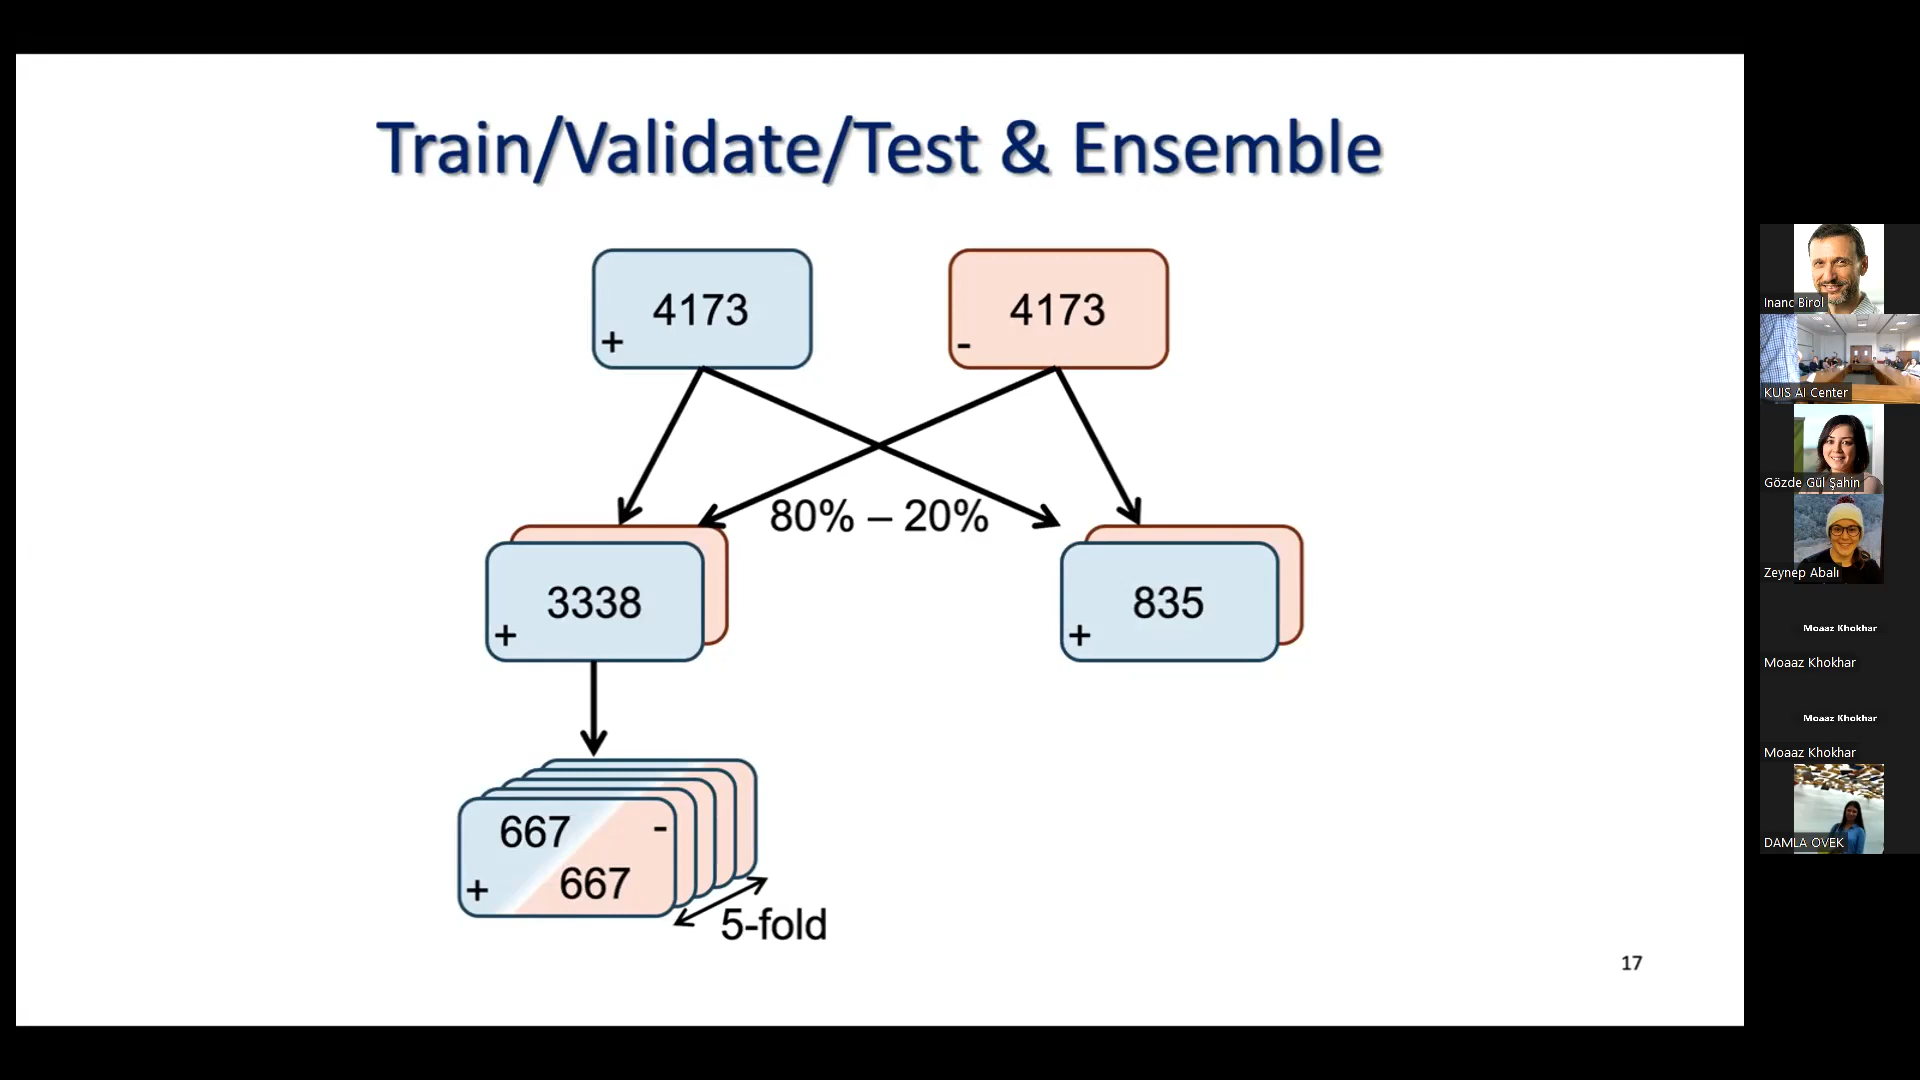 Train/Validate/Test & Ensemble
4173
+
4173
-
80% – 20%
3338
+
835
+
667
-
+
667
5-fold
17
Inanc Birol
KUIS AI Center
Gözde Gül Şahin
Zeynep Abalı
Moaaz Khokhar
Moaaz Khokhar
Moaaz Khokhar
Moaaz Khokhar
DAMLA OVEK